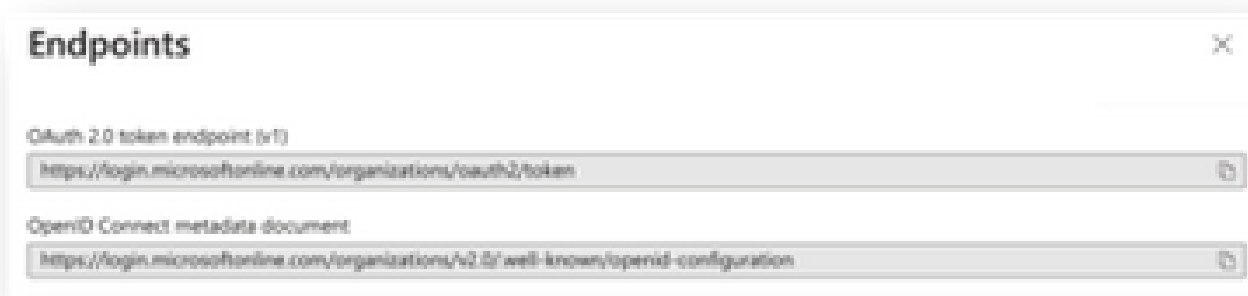 Endpoints
OAuth 2.0 token endpoint (v1)
https://login.microsoftonline.com/organizations/oauth2/token
OpenID Connect metadata document
https://login.microsoftonline.com/organizations/v2.0/.well-known/openid-configuration